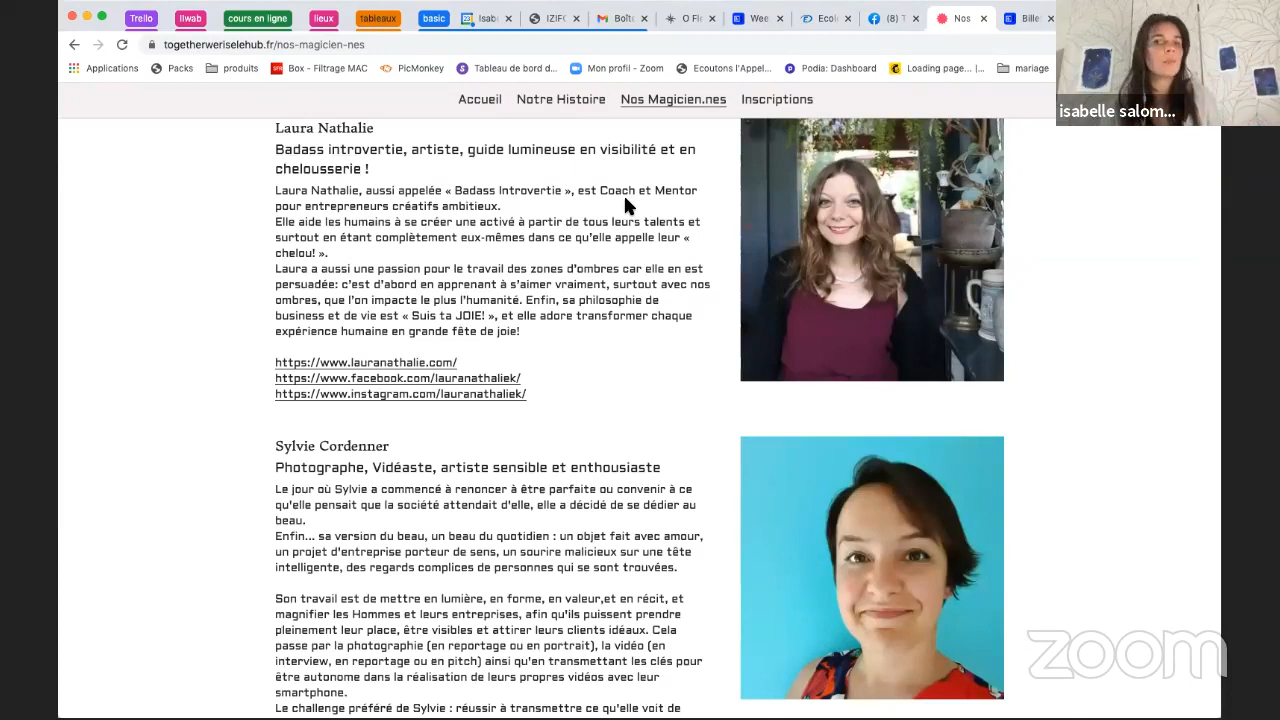 Trello
liwab
cours en ligne
lieux
tableaux
basic
Isab
IZIFC
Boîte
O Fl
Wee
Ecole
(8) T
Nos
Bille
togetherweriselehub.fr/nos-magicien-nes
Applications
Packs
produits
Box - Filtrage MAC
PicMonkey
Tableau de bord d...
Mon profil - Zoom
Ecoutons l'Appel...
Podia: Dashboard
Loading page... |...
mariage
isabelle salom...
Accueil
Notre Histoire
Nos Magicien.nes
Inscriptions
Laura Nathalie
Badass introvertie, artiste, guide lumineuse en visibilité et en
chelousserie !
Laura Nathalie, aussi appelée « Badass Introvertie », est Coach et Mentor
pour entrepreneurs créatifs ambitieux.
Elle aide les humains à se créer une activé à partir de tous leurs talents et
surtout en étant complètement eux-mêmes dans ce qu'elle appelle leur «
chelou! ».
Laura a aussi une passion pour le travail des zones d'ombres car elle en est
persuadée: c'est d'abord en apprenant à s'aimer vraiment, surtout avec nos
ombres, que l'on impacte le plus l'humanité. Enfin, sa philosophie de
business et de vie est « Suis ta JOIE! », et elle adore transformer chaque
expérience humaine en grande fête de joie!
https://www.lauranathalie.com/
https://www.facebook.com/lauranathaliek/
https://www.instagram.com/lauranathaliek/
Sylvie Cordenner
Photographe, Vidéaste, artiste sensible et enthousiaste
Le jour où Sylvie a commencé à renoncer à être parfaite ou convenir à ce
qu'elle pensait que la société attendait d'elle, elle a décidé de se dédier au
beau.
Enfin... sa version du beau, un beau du quotidien : un objet fait avec amour,
un projet d'entreprise porteur de sens, un sourire malicieux sur une tête
intelligente, des regards complices de personnes qui se sont trouvées.
Son travail est de mettre en lumière, en forme, en valeur,et en récit, et
magnifier les Hommes et leurs entreprises, afin qu'ils puissent prendre
pleinement leur place, être visibles et attirer leurs clients idéaux. Cela
passe par la photographie (en reportage ou en portrait), la vidéo (en
interview, en reportage ou en pitch) ainsi qu'en transmettant les clés pour
être autonome dans la réalisation de leurs propres vidéos avec leur
smartphone.
Le challenge préféré de Sylvie : réussir à transmettre ce qu'elle voit de
zoom